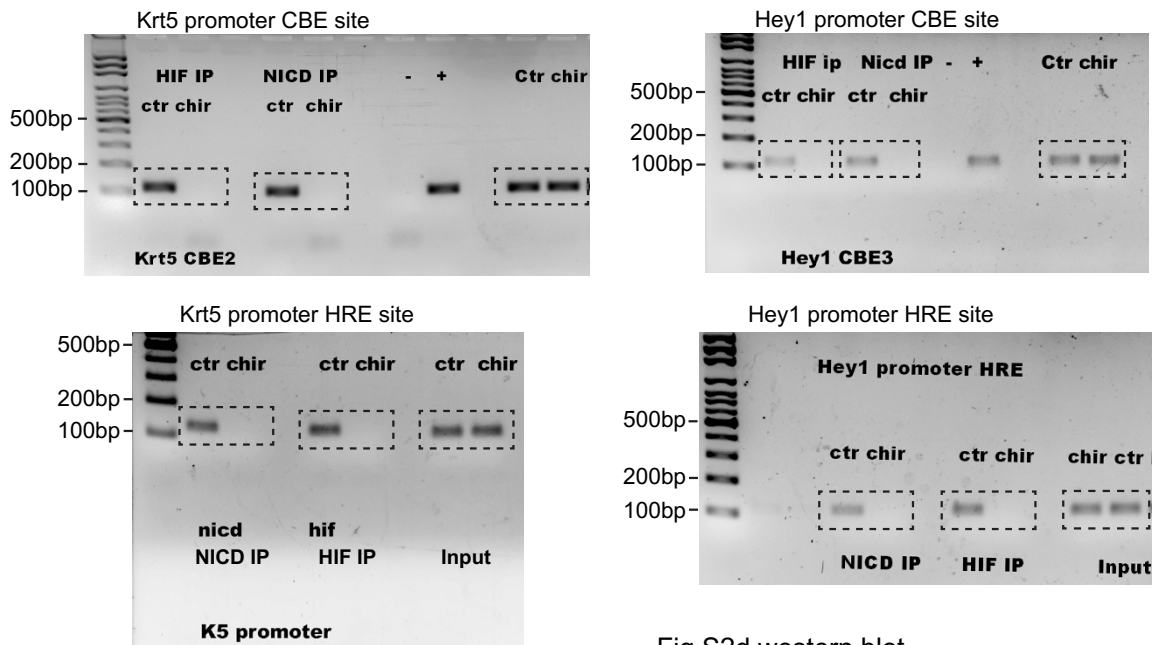 Krt5 promoter CBE site
HIF IP NICD IP - + Ctr chir
ctr chir ctr chir
500bp
200bp
100bp
Krt5 CBE2
Hey1 promoter CBE site
HIF ip Nicd IP - + Ctr chir
ctr chir ctr chir
500bp
200bp
100bp
Hey1 CBE3
Krt5 promoter HRE site
500bp
ctr chir ctr chir ctr chir
200bp
100bp
nicd hif
NICD IP HIF IP Input
K5 promoter
Hey1 promoter HRE site
Hey1 promoter HRE
500bp
ctr chir ctr chir chir ctr
200bp
100bp
NICD IP HIF IP Input
Fig S2d western blot